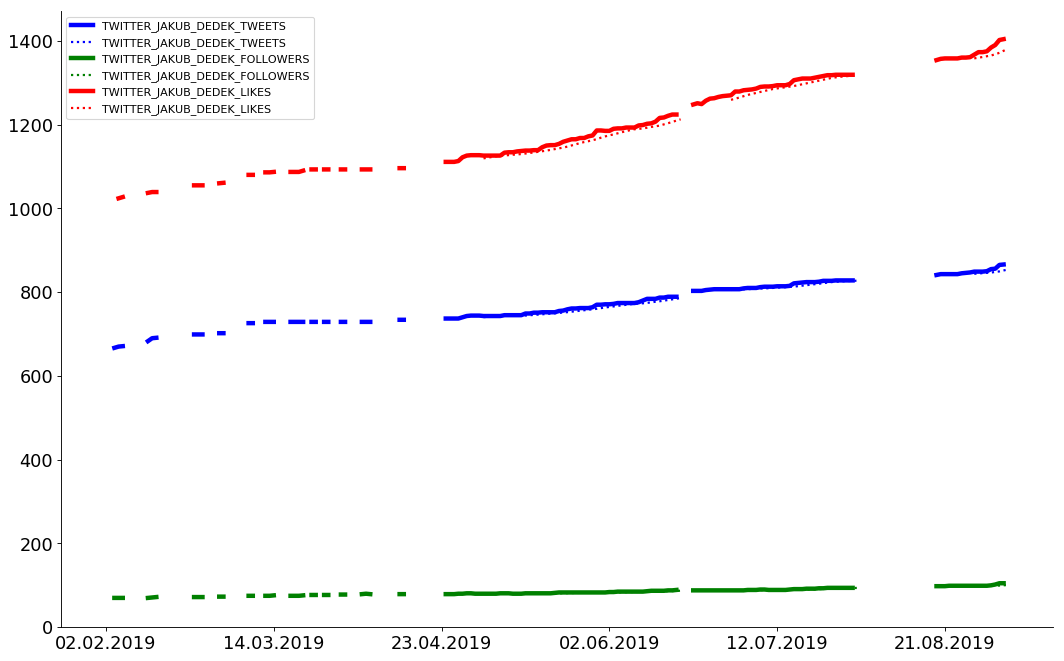 TWITTER_JAKUB_DEDEK_TWEETS
TWITTER_JAKUB_DEDEK_TWEETS
TWITTER_JAKUB_DEDEK_FOLLOWERS
TWITTER_JAKUB_DEDEK_FOLLOWERS
TWITTER_JAKUB_DEDEK_LIKES
TWITTER_JAKUB_DEDEK_LIKES
1400
1200
1000
800
600
400
200
0
02.02.2019 14.03.2019 23.04.2019 02.06.2019 12.07.2019 21.08.2019